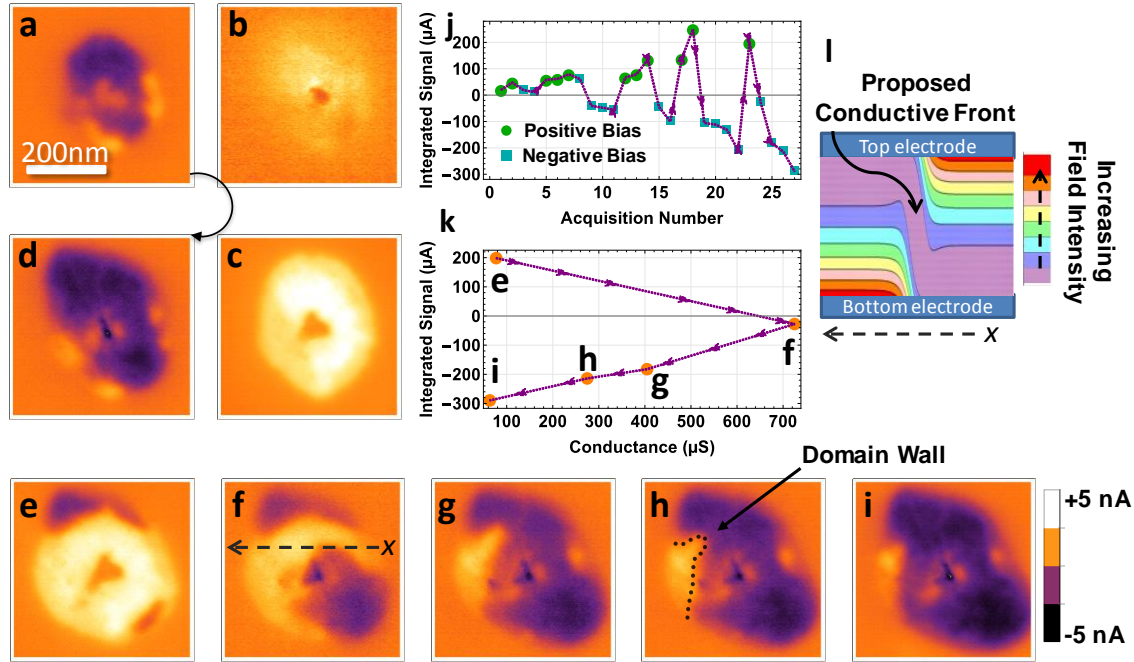 a
200nm
b
d
c
j
Integrated Signal (μA)
200
100
0
−100
−200
−300
Positive Bias
Negative Bias
0 5 10 15 20 25
Acquisition Number
k
Integrated Signal (μA)
200
100
0
−100
−200
−300
e
f
g
h
i
100 200 300 400 500 600 700
Conductance (μS)
l
Proposed
Conductive Front
Top electrode
Bottom electrode
X
Increasing
Field Intensity
Domain Wall
e
f
X
g
h
i
+5 nA
-5 nA